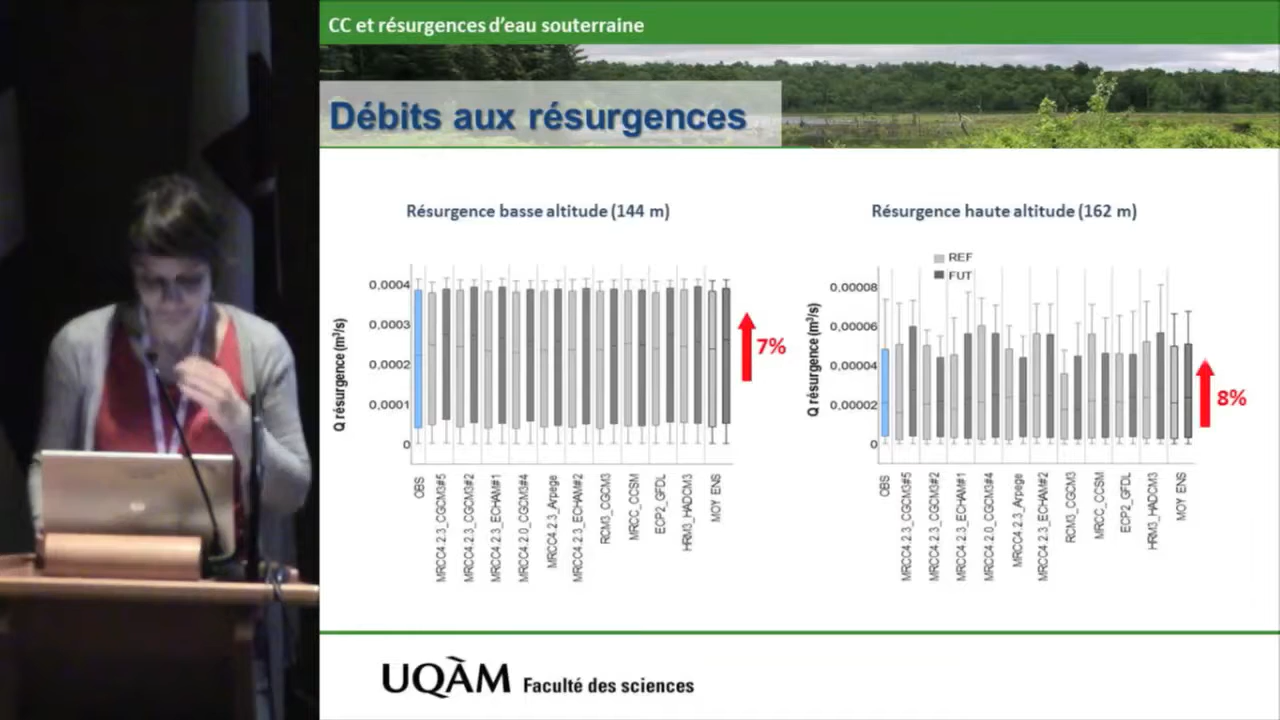 CC et résurgences d'eau souterraine
Débits aux résurgences
Résurgence basse altitude (144 m)
Q résurgence (m³/s)
0,0004
0,0003
0,0002
0,0001
0
OBS
MRCC4.2.3_CGCM3#5
MRCC4.2.3_CGCM3#2
MRCC4.2.3_ECHAM#1
MRCC4.2.0_CGCM3#4
MRCC4.2.3_Arpege
MRCC4.2.3_ECHAM#2
RCM3_CGCM3
MRCC_CCSM
ECP2_GFDL
HRM3_HADCM3
MOY ENS
7%
Résurgence haute altitude (162 m)
REF
FUT
Q résurgence (m³/s)
0,00008
0,00006
0,00004
0,00002
0
OBS
MRCC4.2.3_CGCM3#5
MRCC4.2.3_CGCM3#2
MRCC4.2.3_ECHAM#1
MRCC4.2.0_CGCM3#4
MRCC4.2.3_Arpege
MRCC4.2.3_ECHAM#2
RCM3_CGCM3
MRCC_CCSM
ECP2_GFDL
HRM3_HADCM3
MOY ENS
8%
UQÀM Faculté des sciences